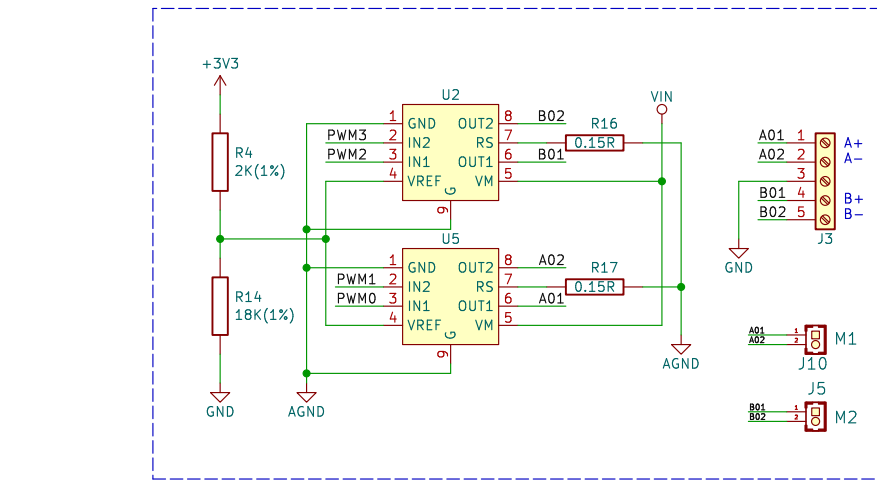 +3V3
R4
2K(1%)
R14
18K(1%)
GND
AGND
U2
1 GND OUT2 8 B02
PWM3 2 IN2 RS 7
PWM2 3 IN1 OUT1 6 B01
4 VREF VM 5
G
9
R16
0.15R
VIN
U5
1 GND OUT2 8 A02
PWM1 2 IN2 RS 7
PWM0 3 IN1 OUT1 6 A01
4 VREF VM 5
G
9
R17
0.15R
AGND
A01 1 A+
A02 2 A-
3
B01 4 B+
B02 5 B-
J3
GND
A01 1 M1
A02 2
J10
J5
B01 1 M2
B02 2